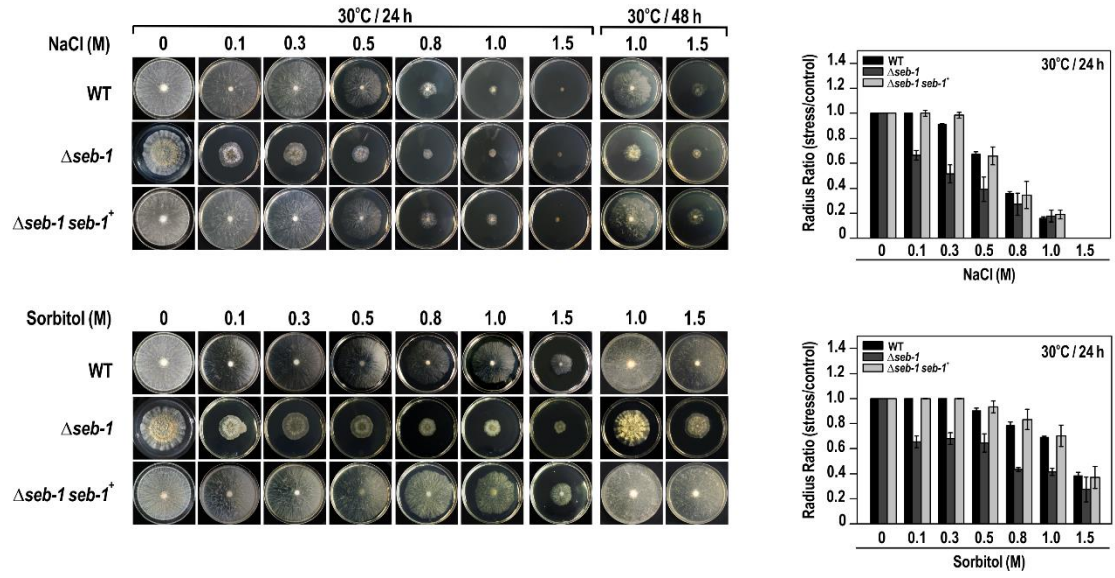 30°C / 24 h 30°C / 48 h
NaCl (M) 0 0.1 0.3 0.5 0.8 1.0 1.5 1.0 1.5
WT
Δseb-1
Δseb-1 seb-1⁺
Radius Ratio (stress/control)
1.4
1.2
1.0
0.8
0.6
0.4
0.2
0
WT
Δseb-1
Δseb-1 seb-1⁺
30°C / 24 h
0 0.1 0.3 0.5 0.8 1.0 1.5
NaCl (M)
Sorbitol (M) 0 0.1 0.3 0.5 0.8 1.0 1.5 1.0 1.5
WT
Δseb-1
Δseb-1 seb-1⁺
Radius Ratio (stress/control)
1.4
1.2
1.0
0.8
0.6
0.4
0.2
0
WT
Δseb-1
Δseb-1 seb-1⁺
30°C / 24 h
0 0.1 0.3 0.5 0.8 1.0 1.5
Sorbitol (M)